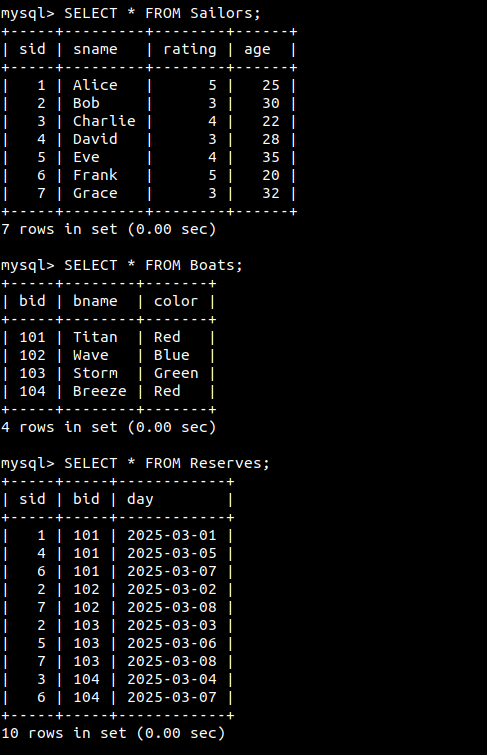 mysql> SELECT * FROM Sailors;
+-----+---------+--------+------+
| sid | sname   | rating | age  |
+-----+---------+--------+------+
|   1 | Alice   |      5 |   25 |
|   2 | Bob     |      3 |   30 |
|   3 | Charlie |      4 |   22 |
|   4 | David   |      3 |   28 |
|   5 | Eve     |      4 |   35 |
|   6 | Frank   |      5 |   20 |
|   7 | Grace   |      3 |   32 |
+-----+---------+--------+------+
7 rows in set (0.00 sec)

mysql> SELECT * FROM Boats;
+-----+--------+-------+
| bid | bname  | color |
+-----+--------+-------+
| 101 | Titan  | Red   |
| 102 | Wave   | Blue  |
| 103 | Storm  | Green |
| 104 | Breeze | Red   |
+-----+--------+-------+
4 rows in set (0.00 sec)

mysql> SELECT * FROM Reserves;
+-----+-----+------------+
| sid | bid | day        |
+-----+-----+------------+
|   1 | 101 | 2025-03-01 |
|   4 | 101 | 2025-03-05 |
|   6 | 101 | 2025-03-07 |
|   2 | 102 | 2025-03-02 |
|   7 | 102 | 2025-03-08 |
|   2 | 103 | 2025-03-03 |
|   5 | 103 | 2025-03-06 |
|   7 | 103 | 2025-03-08 |
|   3 | 104 | 2025-03-04 |
|   6 | 104 | 2025-03-07 |
+-----+-----+------------+
10 rows in set (0.00 sec)